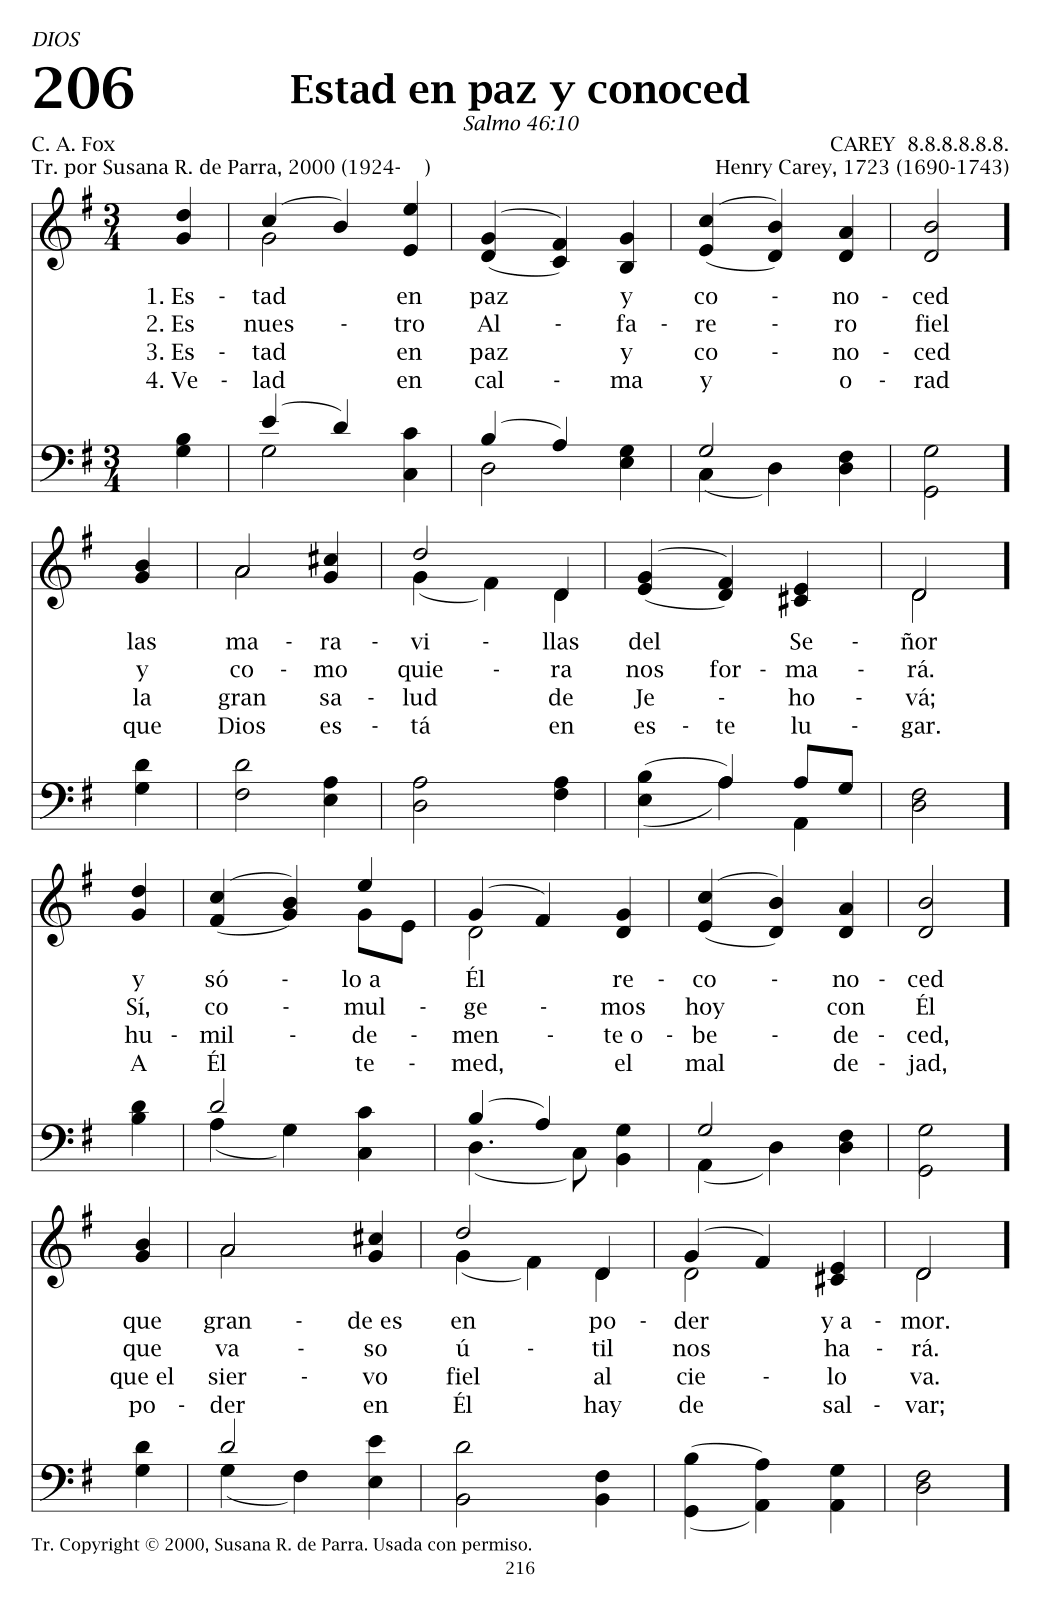 DIOS
206
Estad en paz y conoced
Salmo 46:10
C. A. Fox
CAREY 8.8.8.8.8.8.
Tr. por Susana R. de Parra, 2000 (1924- )
Henry Carey, 1723 (1690-1743)
1. Es - tad en paz y co - no - ced
2. Es nues - tro Al - fa - re - ro fiel
3. Es - tad en paz y co - no - ced
4. Ve - lad en cal - ma y o - rad
las ma - ra - vi - llas del Se - ñor
y co - mo quie - ra nos for - ma - rá.
la gran sa - lud de Je - ho - vá;
que Dios es - tá en es - te lu - gar.
y só - lo a Él re - co - no - ced
Sí, co - mul - ge - mos hoy con Él
hu - mil - de - men - te o - be - de - ced,
A Él te - med, el mal de - jad,
que gran - de es en po - der y a - mor.
que va - so ú - til nos ha - rá.
que el sier - vo fiel al cie - lo va.
po - der en Él hay de sal - var;
Tr. Copyright © 2000, Susana R. de Parra. Usada con permiso.
216